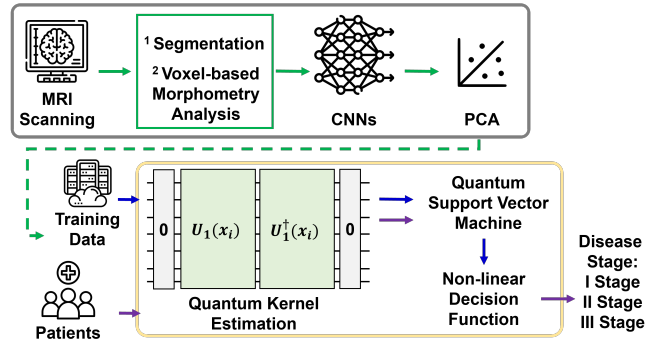 MRI
Scanning
1 Segmentation
2 Voxel-based
Morphometry
Analysis
CNNs
PCA
Training
Data
Patients
0
U₁(xᵢ)
U₁†(xᵢ)
0
Quantum Kernel
Estimation
Quantum
Support Vector
Machine
Non-linear
Decision
Function
Disease
Stage:
I Stage
II Stage
III Stage